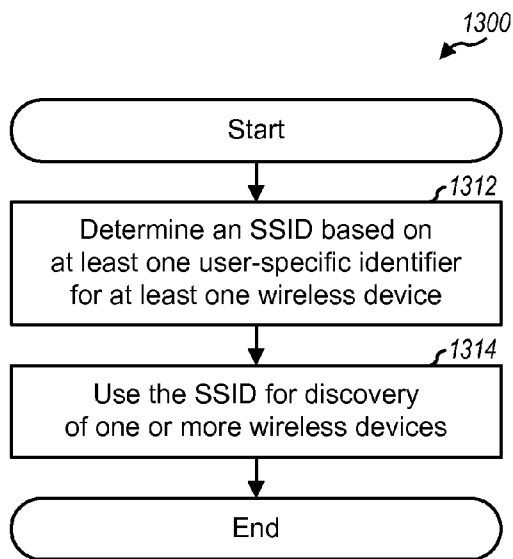 1300
Start
1312
Determine an SSID based on
at least one user-specific identifier
for at least one wireless device
1314
Use the SSID for discovery
of one or more wireless devices
End